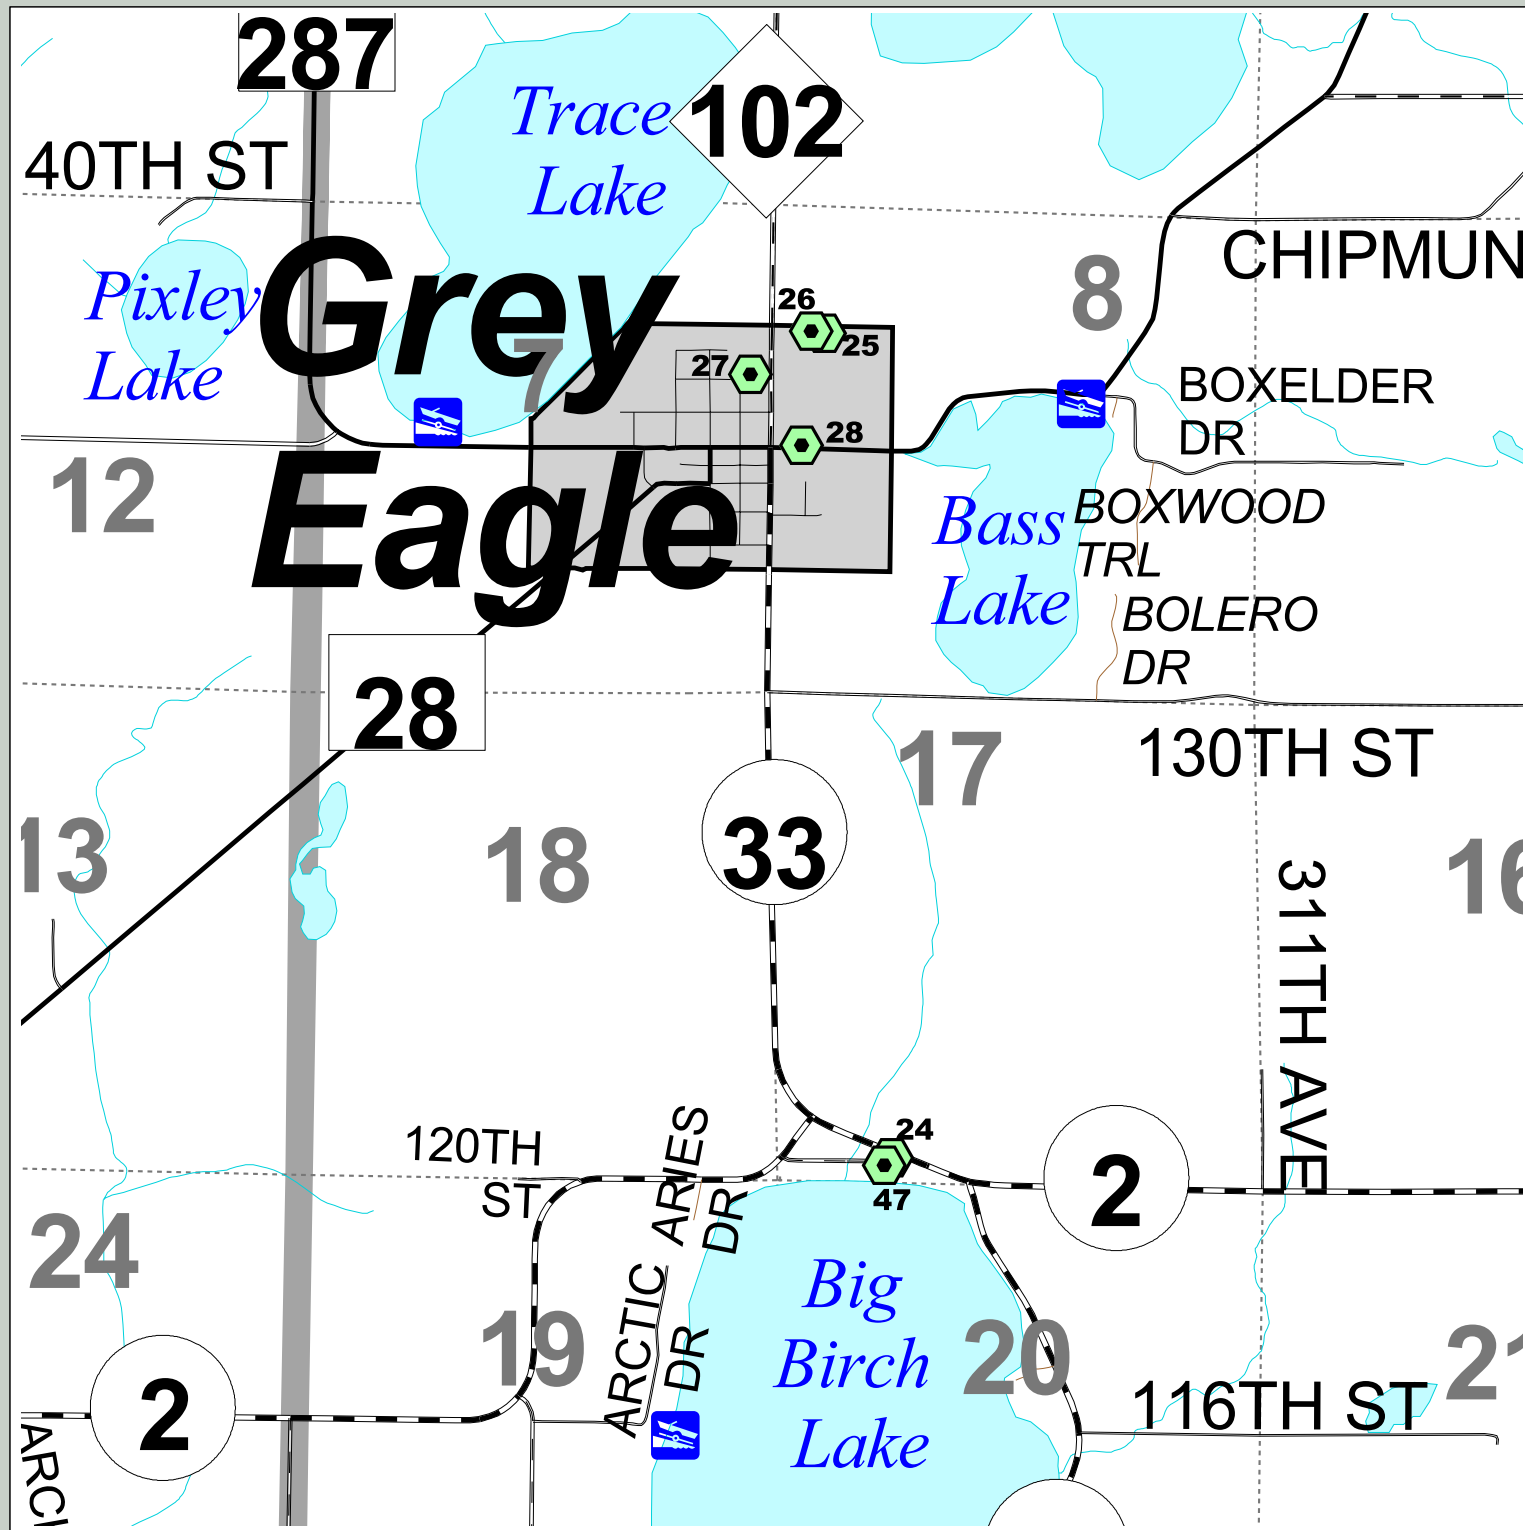 287
102
Trace
Lake
40TH ST
CHIPMUN
8
Pixley
Lake
Grey
Eagle
7
26
25
27
28
BOXELDER
DR
12
Bass
Lake
BOXWOOD
TRL
BOLERO
DR
28
130TH ST
17
33
13
18
16
311TH AVE
24
47
120TH
ST
ARIES
DR
2
24
19
ARCTIC
DR
Big
Birch
Lake
20
21
116TH ST
2
ARCI